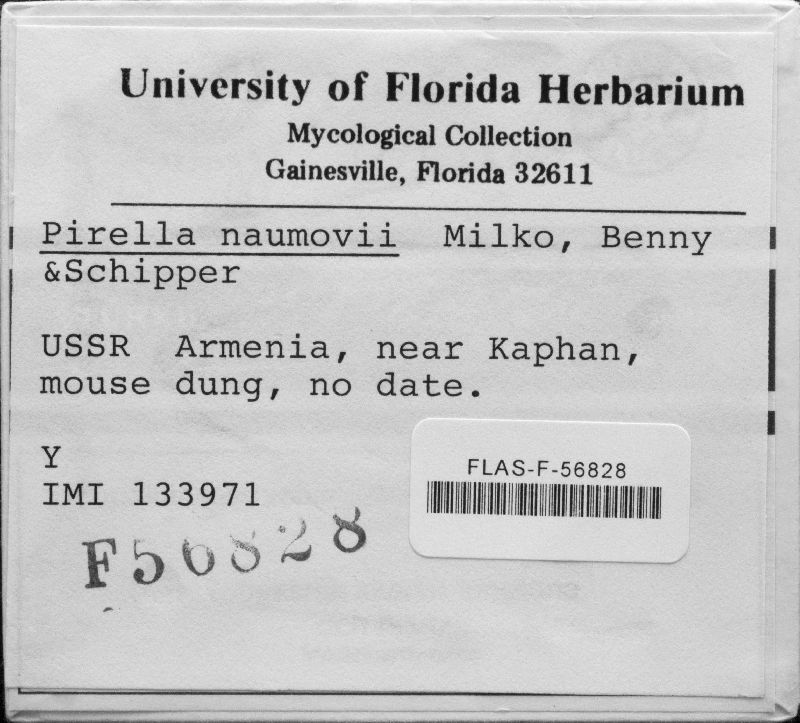 University of Florida Herbarium
Mycological Collection
Gainesville, Florida 32611
Pirella naumovii Milko, Benny
&Schipper
USSR Armenia, near Kaphan,
mouse dung, no date.
Y
IMI 133971
FLAS-F-56828
F56828